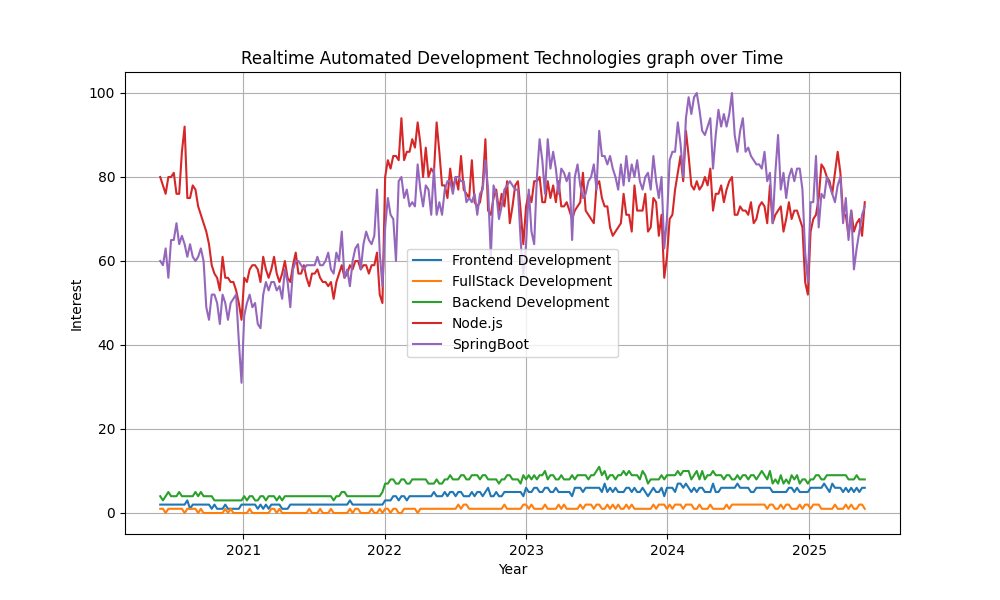 Realtime Automated Development Technologies graph over Time
100
80
60
40
20
0
Interest
Frontend Development
FullStack Development
Backend Development
Node.js
SpringBoot
2021
2022
2023
2024
2025
Year